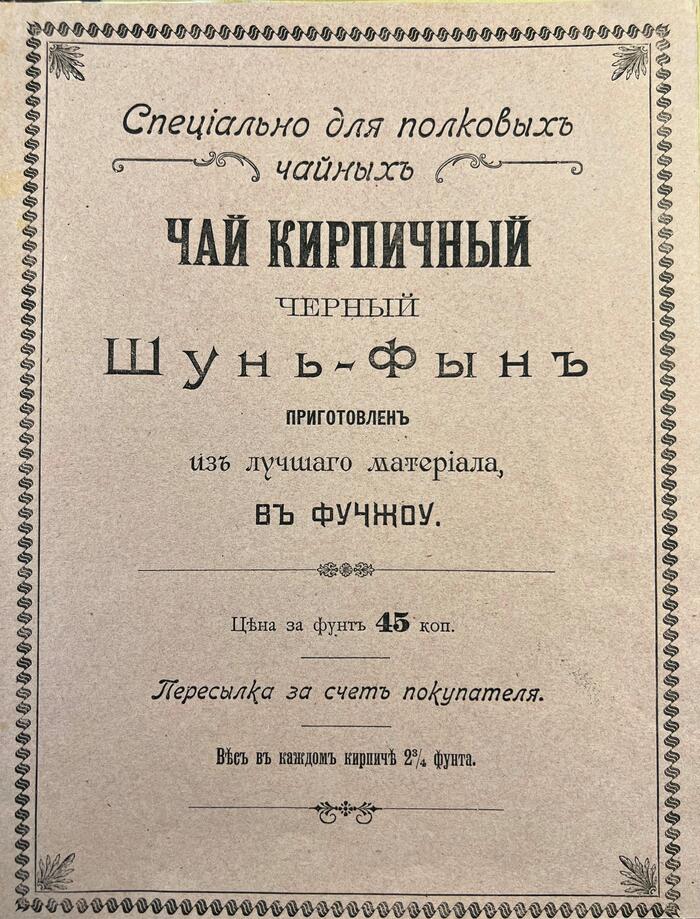 Спеціально для полковыхъ
чайныхъ
ЧАЙ КИРПИЧНЫЙ
ЧЕРНЫЙ
Шунь-Фынъ
ПРИГОТОВЛЕНЪ
изъ лучшаго матеріала,
ВЪ ФУЧЖОУ.
Цѣна за фунтъ 45 коп.
Пересылка за счетъ покупателя.
Вѣсъ въ каждомъ кирпичѣ 2¾ фунта.